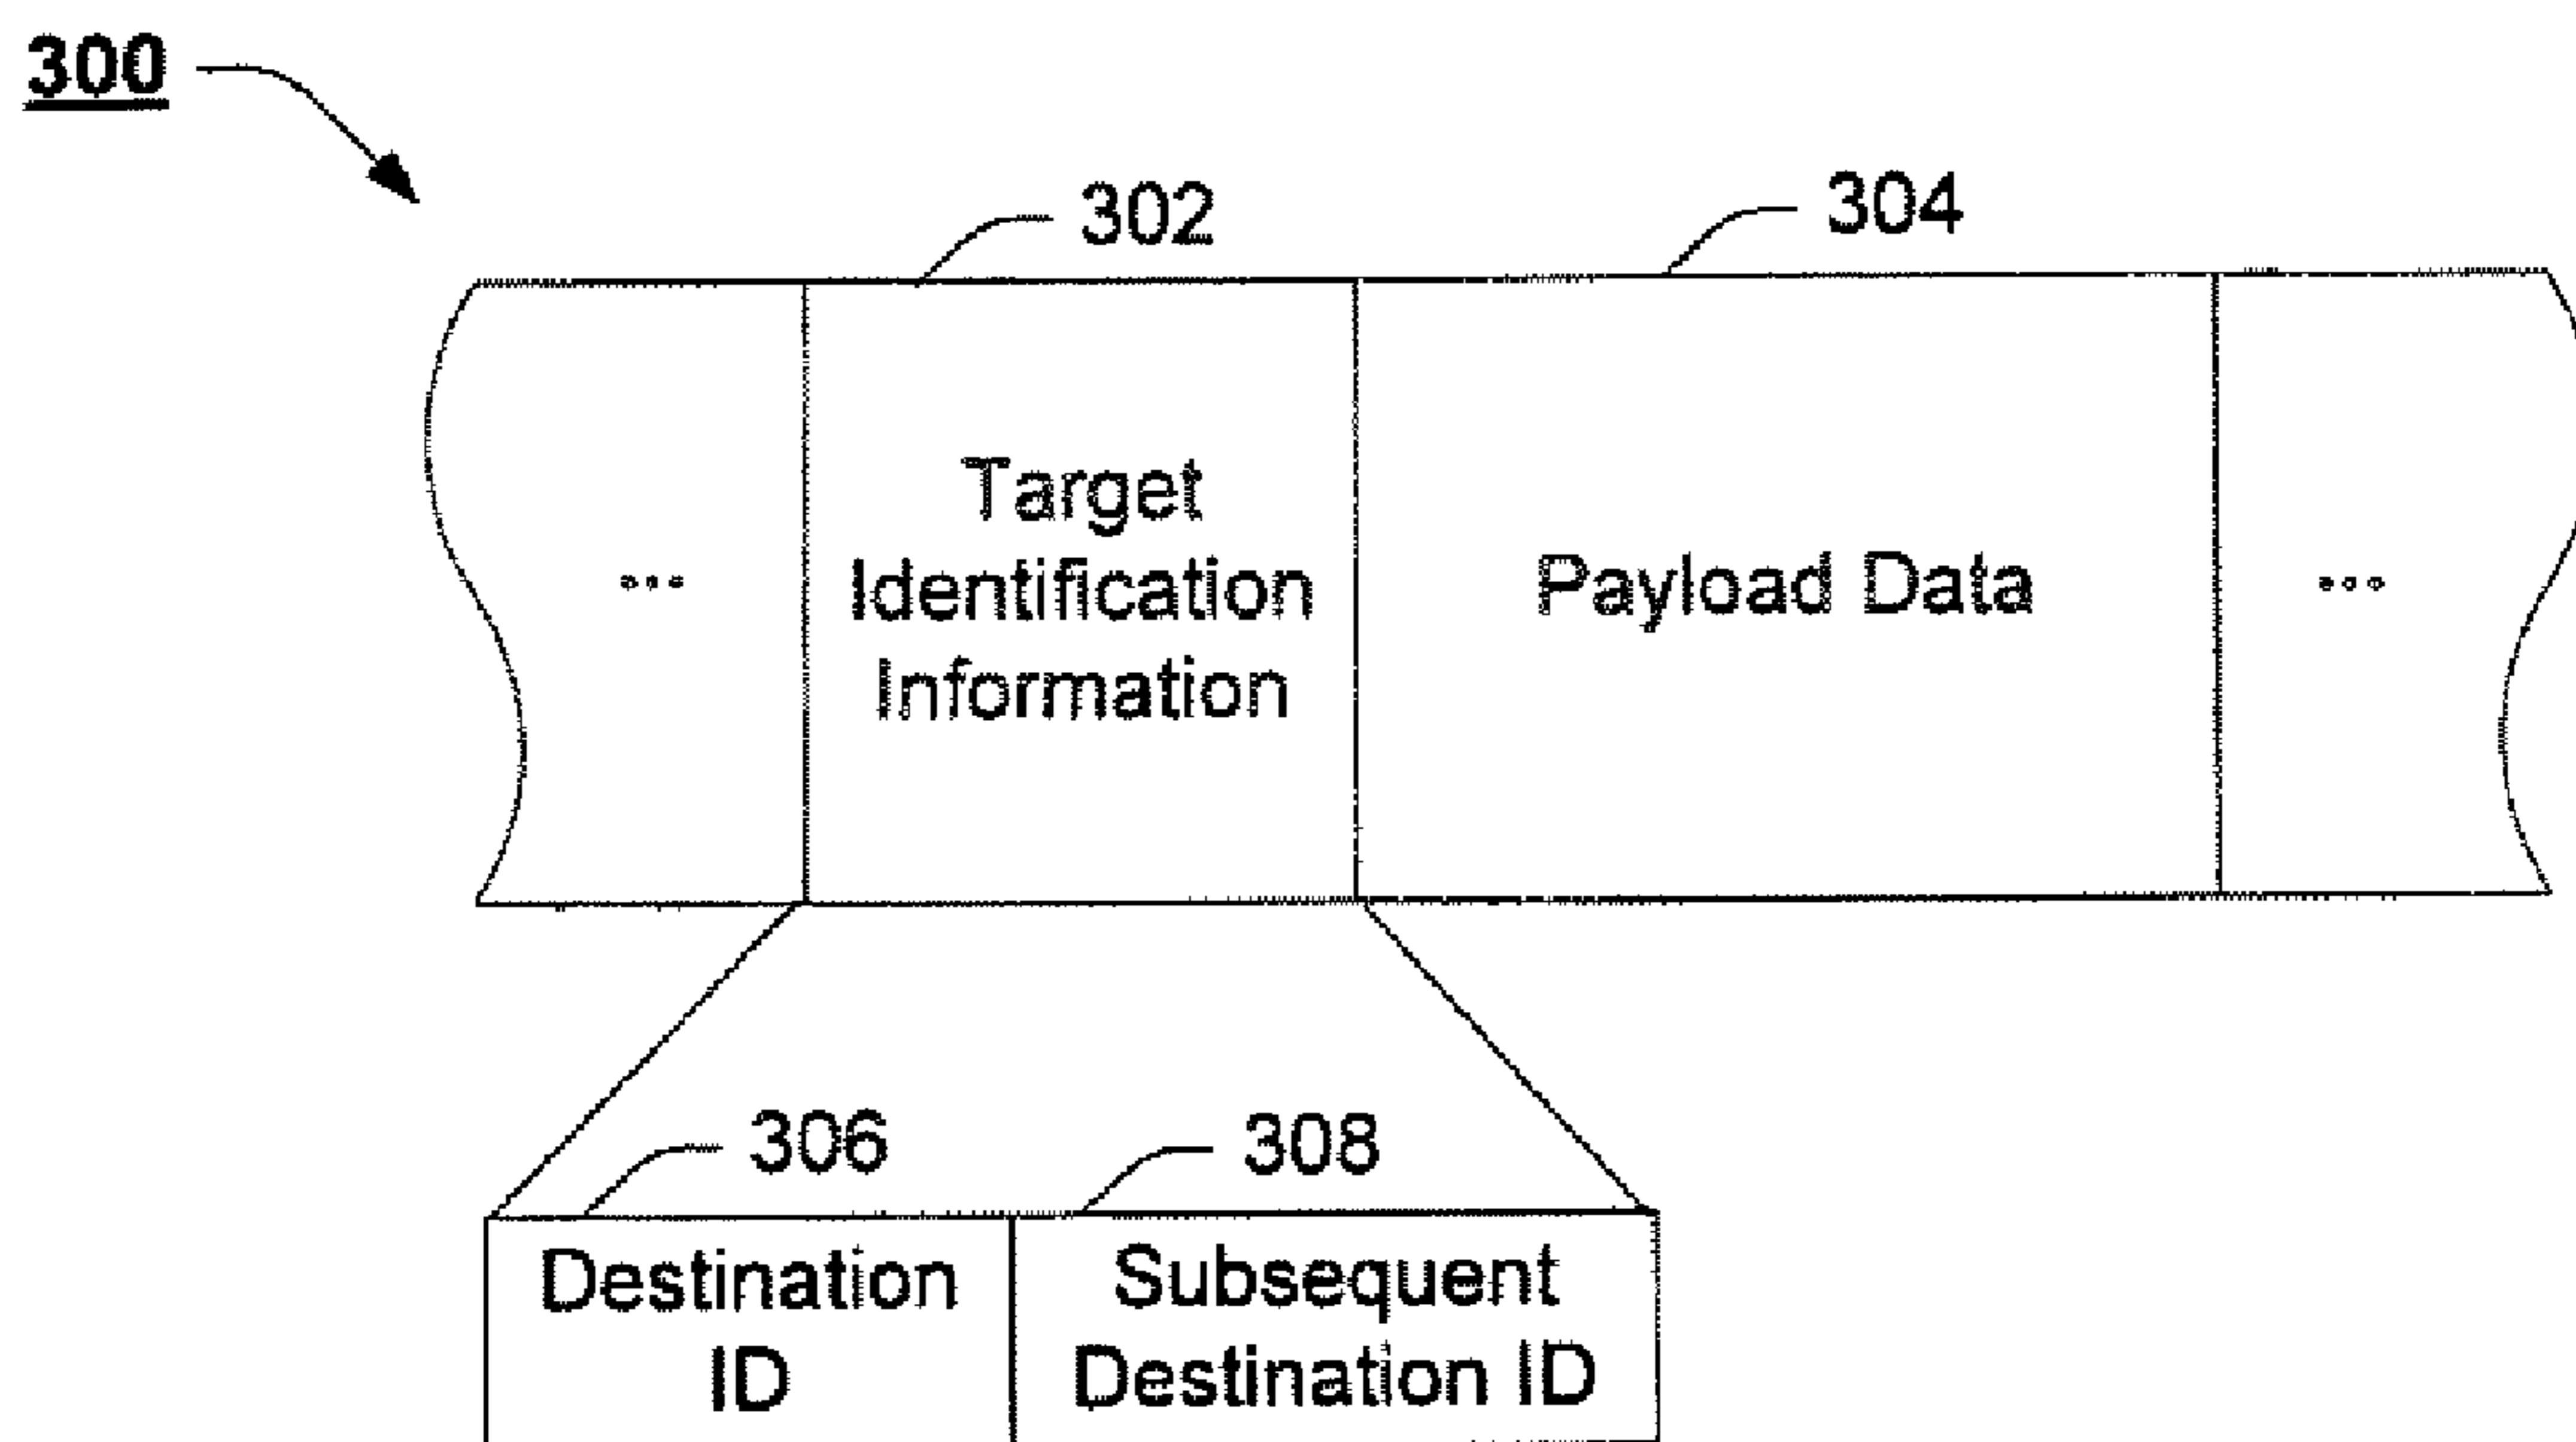 300
302
304
Target
Identification
Information
...
Payload Data
...
306
308
Destination
ID
Subsequent
Destination ID